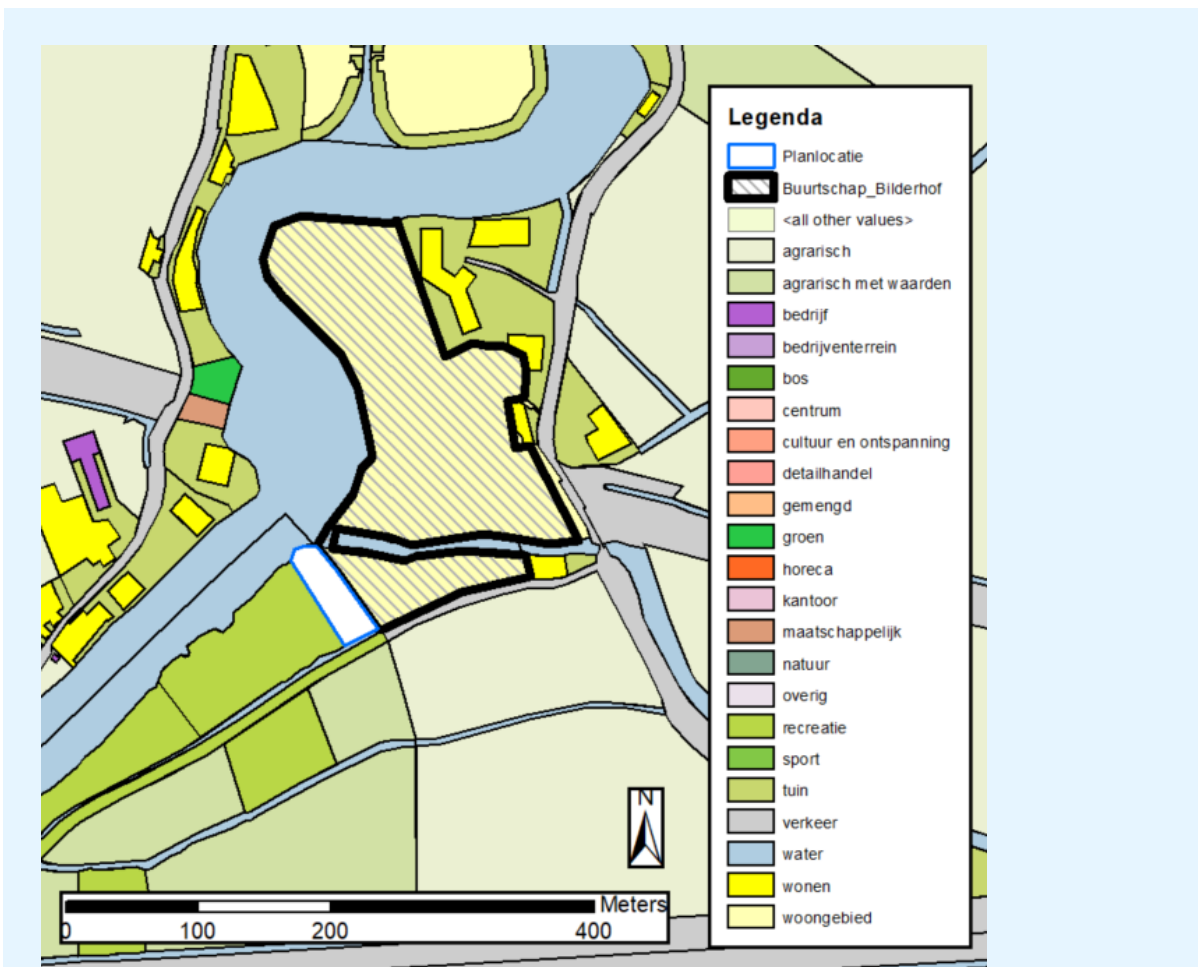 Legenda
Planlocatie
Buurtschap_Bilderhof
<all other values>
agrarisch
agrarisch met waarden
bedrijf
bedrijventerrein
bos
centrum
cultuur en ontspanning
detailhandel
gemengd
groen
horeca
kantoor
maatschappelijk
natuur
overig
recreatie
sport
tuin
verkeer
water
wonen
woongebied
N
Meters
0 100 200 400